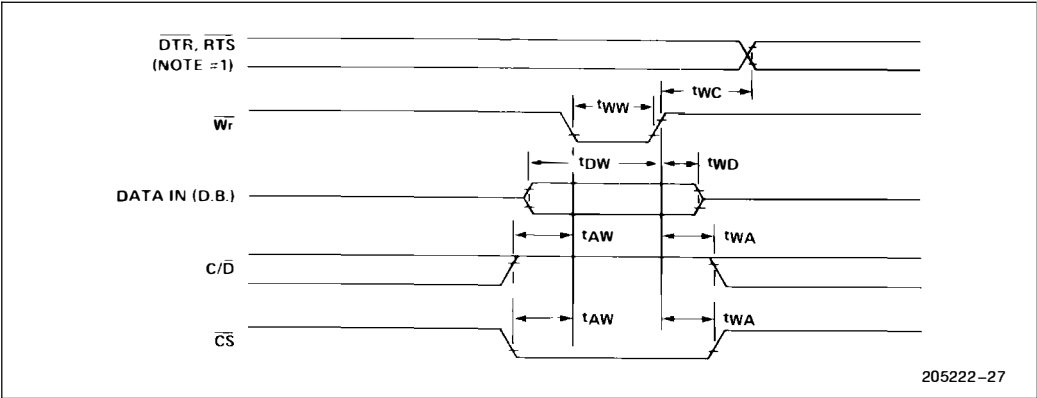 DTR, RTS
(NOTE =1)
tWC
tWW
Wr
tDW
tWD
DATA IN (D.B.)
tAW
tWA
C/D
tAW
tWA
CS
205222–27